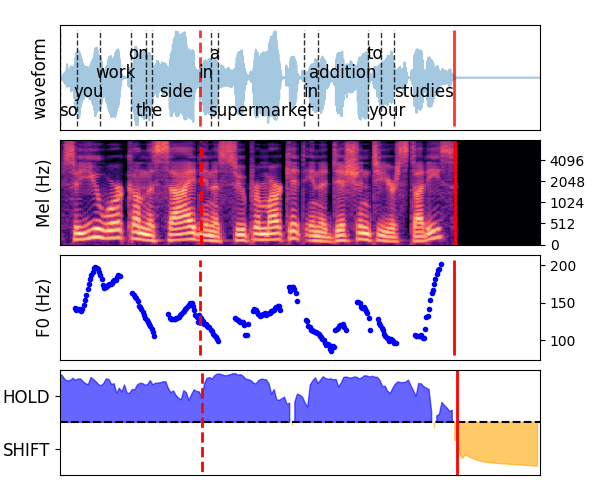 waveform
on a to
work in addition
you side in studies
so the supermarket your
Mel (Hz)
4096
2048
1024
512
0
F0 (Hz)
200
150
100
HOLD
SHIFT